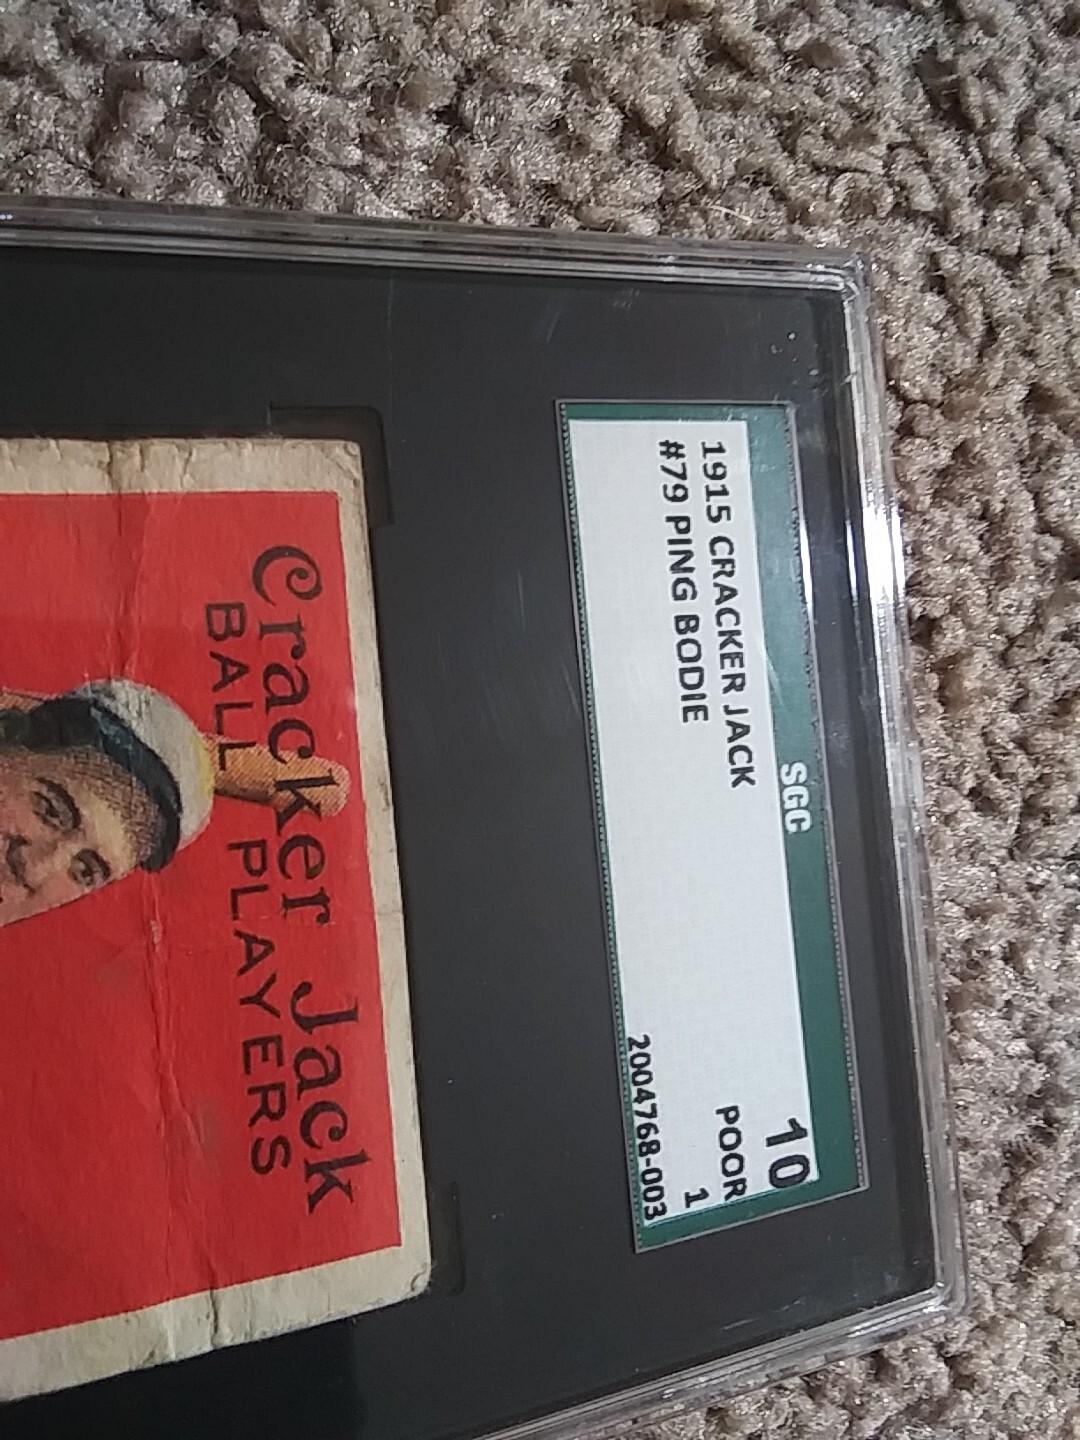 SGC
1915 CRACKER JACK
#79 PING BODIE
10
POOR
1
2004768-003
Cracker Jack
BALL PLAYERS